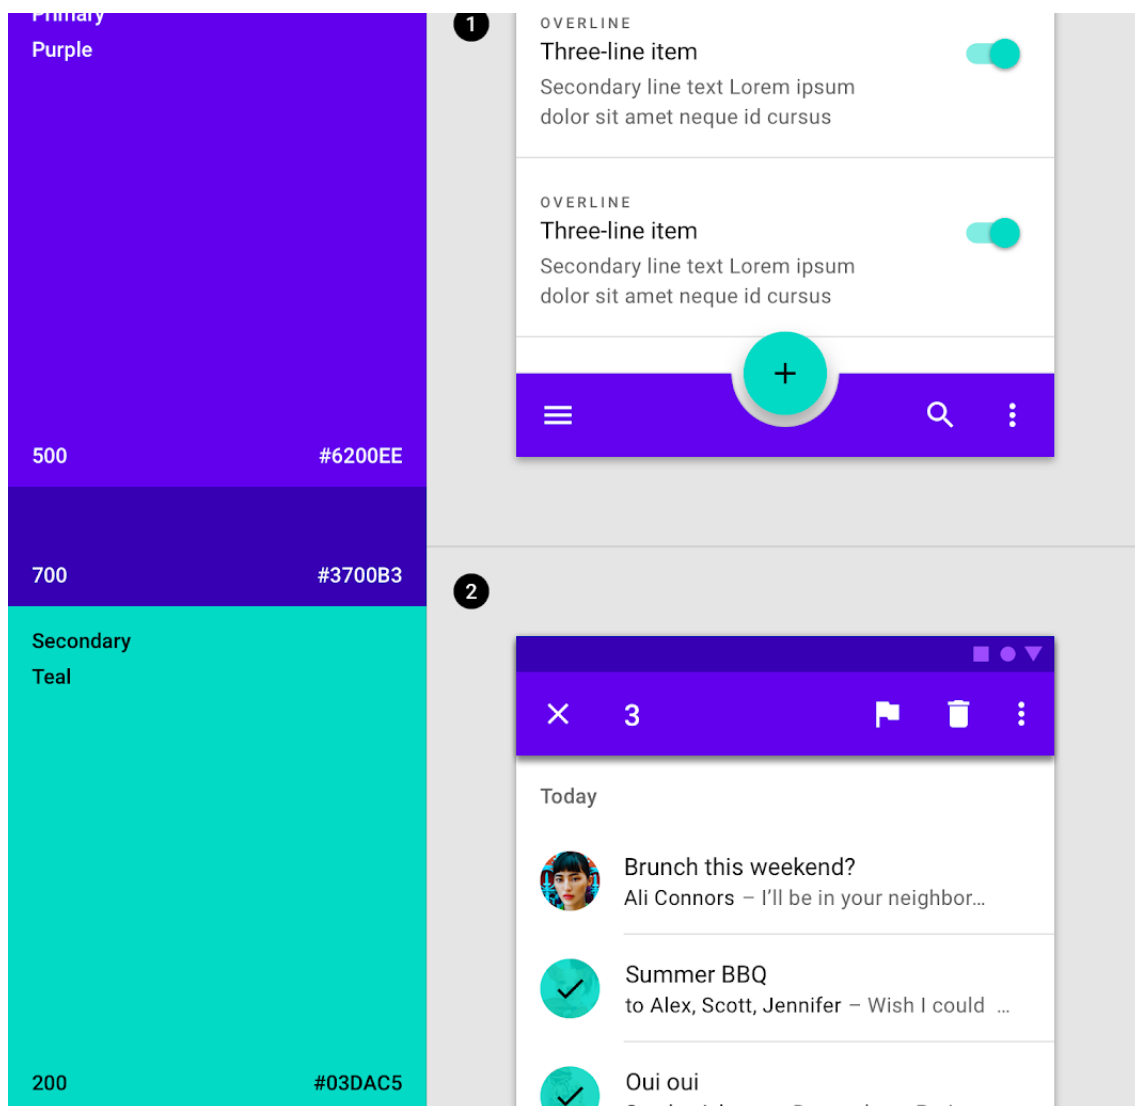 Primary
Purple
500 #6200EE
700 #3700B3
Secondary
Teal
200 #03DAC5
1
OVERLINE
Three-line item
Secondary line text Lorem ipsum
dolor sit amet neque id cursus
OVERLINE
Three-line item
Secondary line text Lorem ipsum
dolor sit amet neque id cursus
2
3
Today
Brunch this weekend?
Ali Connors – I'll be in your neighbor…
Summer BBQ
to Alex, Scott, Jennifer – Wish I could …
Oui oui